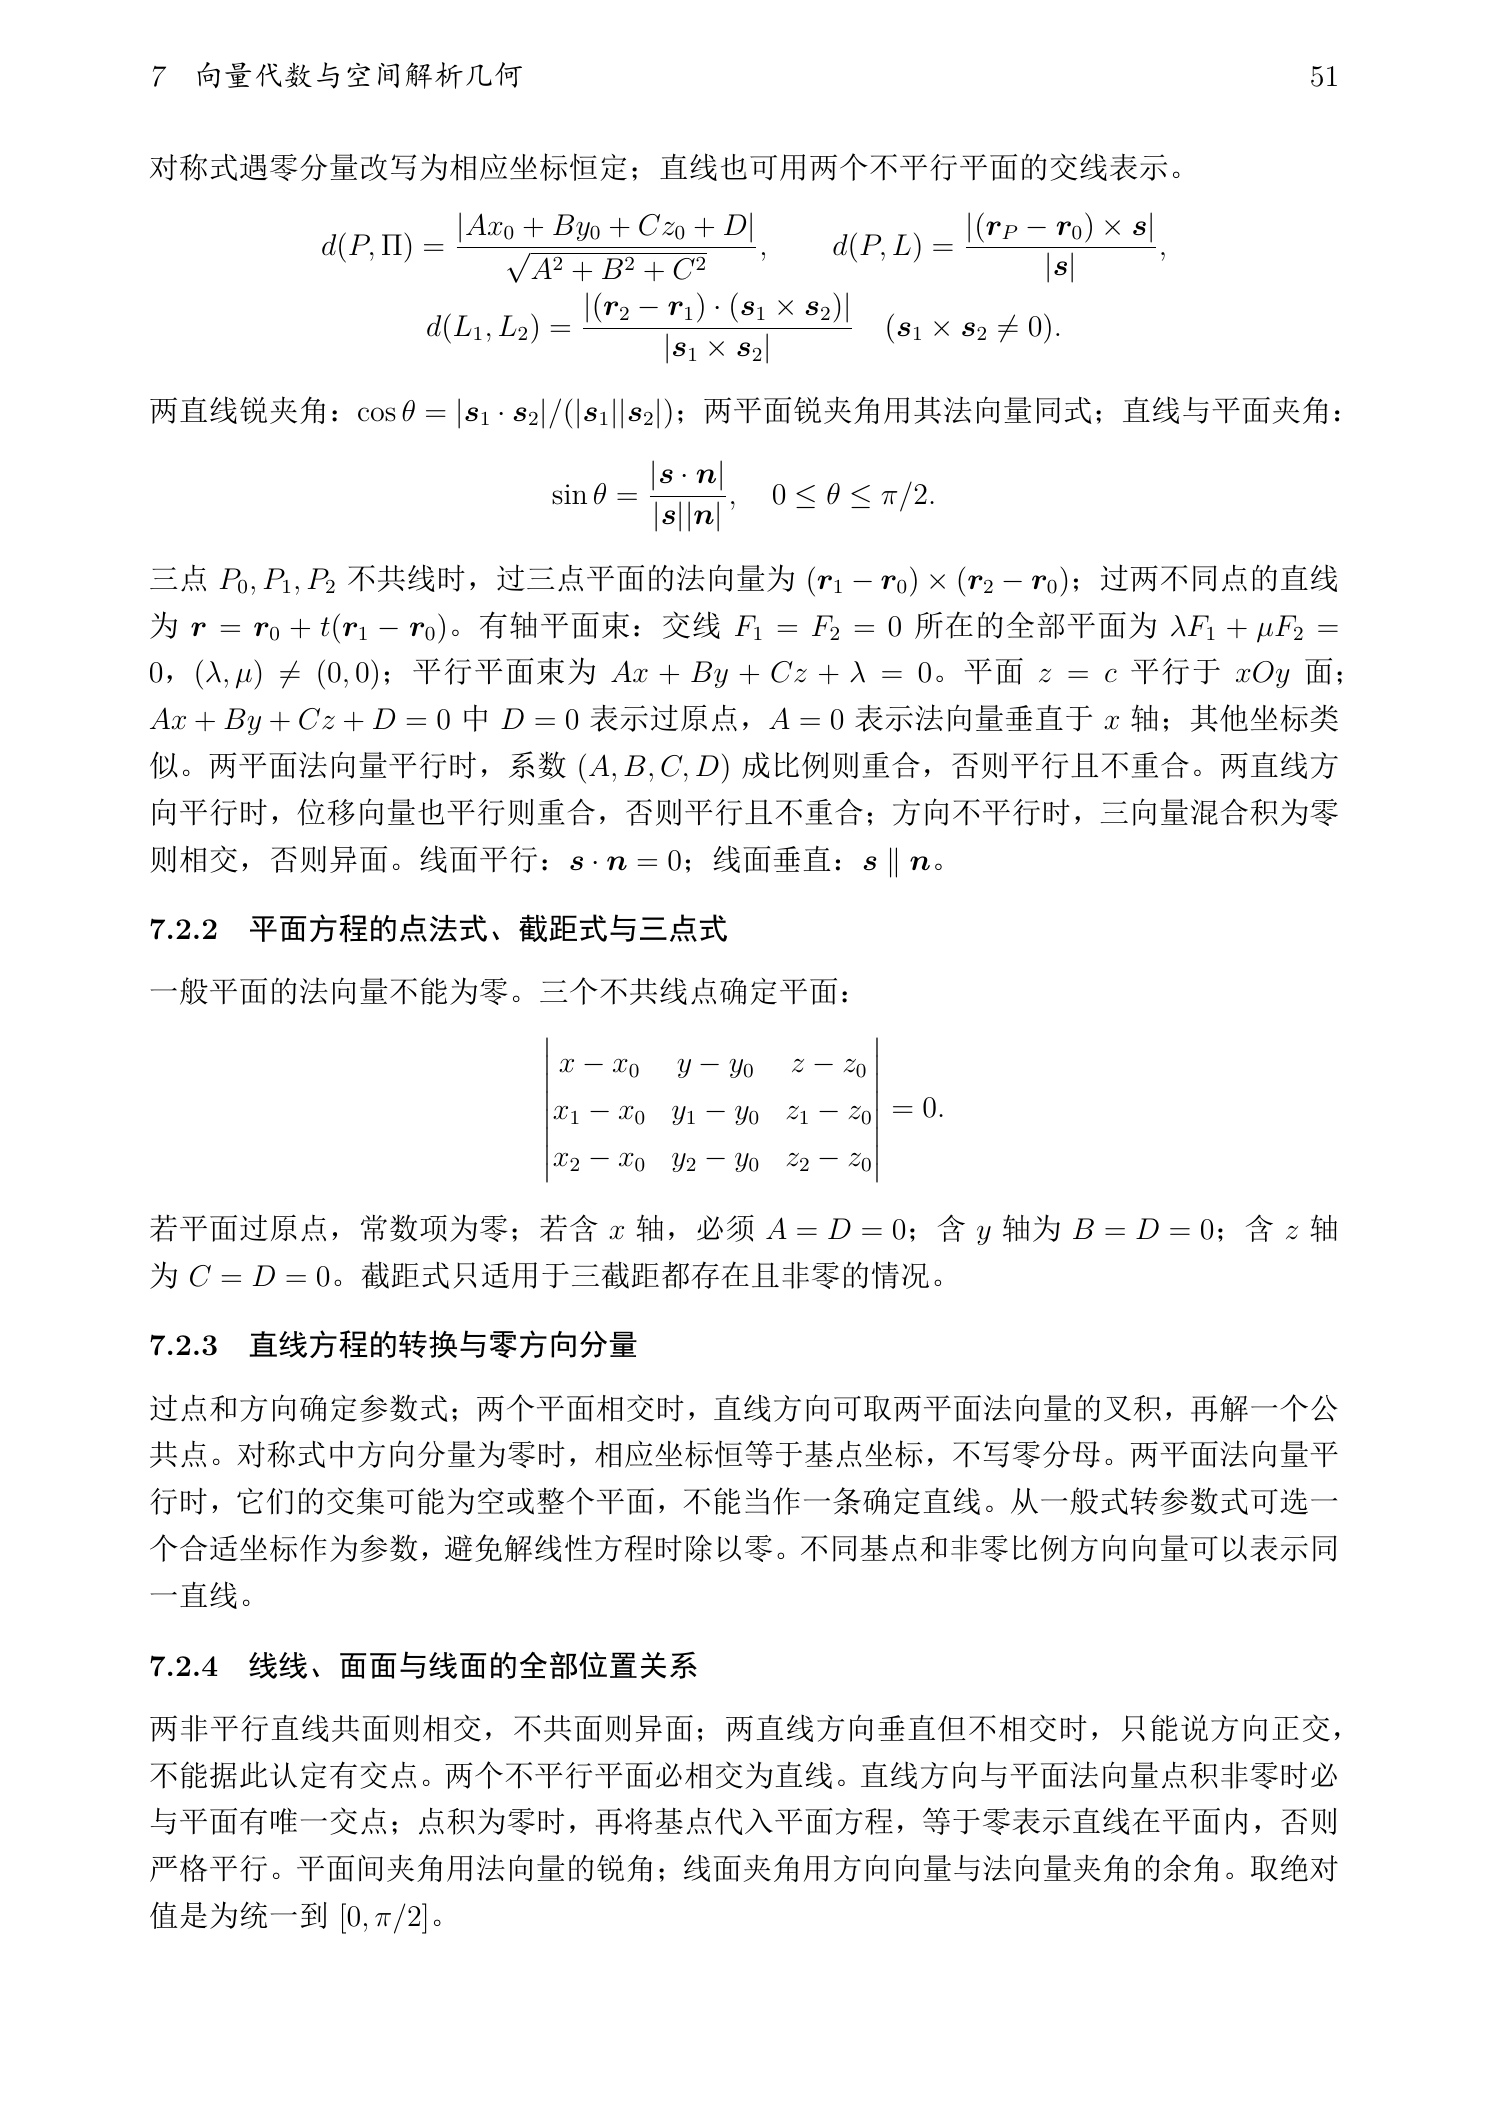 7 向量代数与空间解析几何 51
对称式遇零分量改写为相应坐标恒定；直线也可用两个不平行平面的交线表示。
d(P, Π) = |Ax₀ + By₀ + Cz₀ + D| / √(A² + B² + C²), d(P, L) = |(r_P − r₀) × s| / |s|,
d(L₁, L₂) = |(r₂ − r₁) · (s₁ × s₂)| / |s₁ × s₂| (s₁ × s₂ ≠ 0).
两直线锐夹角：cos θ = |s₁ · s₂|/(|s₁||s₂|)；两平面锐夹角用其法向量同式；直线与平面夹角：
sin θ = |s · n| / |s||n|, 0 ≤ θ ≤ π/2.
三点 P₀, P₁, P₂ 不共线时，过三点平面的法向量为 (r₁ − r₀) × (r₂ − r₀)；过两不同点的直线
为 r = r₀ + t(r₁ − r₀)。有轴平面束：交线 F₁ = F₂ = 0 所在的全部平面为 λF₁ + μF₂ =
0，(λ, μ) ≠ (0, 0)；平行平面束为 Ax + By + Cz + λ = 0。平面 z = c 平行于 xOy 面；
Ax + By + Cz + D = 0 中 D = 0 表示过原点，A = 0 表示法向量垂直于 x 轴；其他坐标类
似。两平面法向量平行时，系数 (A, B, C, D) 成比例则重合，否则平行且不重合。两直线方
向平行时，位移向量也平行则重合，否则平行且不重合；方向不平行时，三向量混合积为零
则相交，否则异面。线面平行：s · n = 0；线面垂直：s ∥ n。
7.2.2 平面方程的点法式、截距式与三点式
一般平面的法向量不能为零。三个不共线点确定平面：
| x − x₀ y − y₀ z − z₀ |
| x₁ − x₀ y₁ − y₀ z₁ − z₀ | = 0.
| x₂ − x₀ y₂ − y₀ z₂ − z₀ |
若平面过原点，常数项为零；若含 x 轴，必须 A = D = 0；含 y 轴为 B = D = 0；含 z 轴
为 C = D = 0。截距式只适用于三截距都存在且非零的情况。
7.2.3 直线方程的转换与零方向分量
过点和方向确定参数式；两个平面相交时，直线方向可取两平面法向量的叉积，再解一个公
共点。对称式中方向分量为零时，相应坐标恒等于基点坐标，不写零分母。两平面法向量平
行时，它们的交集可能为空或整个平面，不能当作一条确定直线。从一般式转参数式可选一
个合适坐标作为参数，避免解线性方程时除以零。不同基点和非零比例方向向量可以表示同
一直线。
7.2.4 线线、面面与线面的全部位置关系
两非平行直线共面则相交，不共面则异面；两直线方向垂直但不相交时，只能说方向正交，
不能据此认定有交点。两个不平行平面必相交为直线。直线方向与平面法向量点积非零时必
与平面有唯一交点；点积为零时，再将基点代入平面方程，等于零表示直线在平面内，否则
严格平行。平面间夹角用法向量的锐角；线面夹角用方向向量与法向量夹角的余角。取绝对
值是为统一到 [0, π/2]。